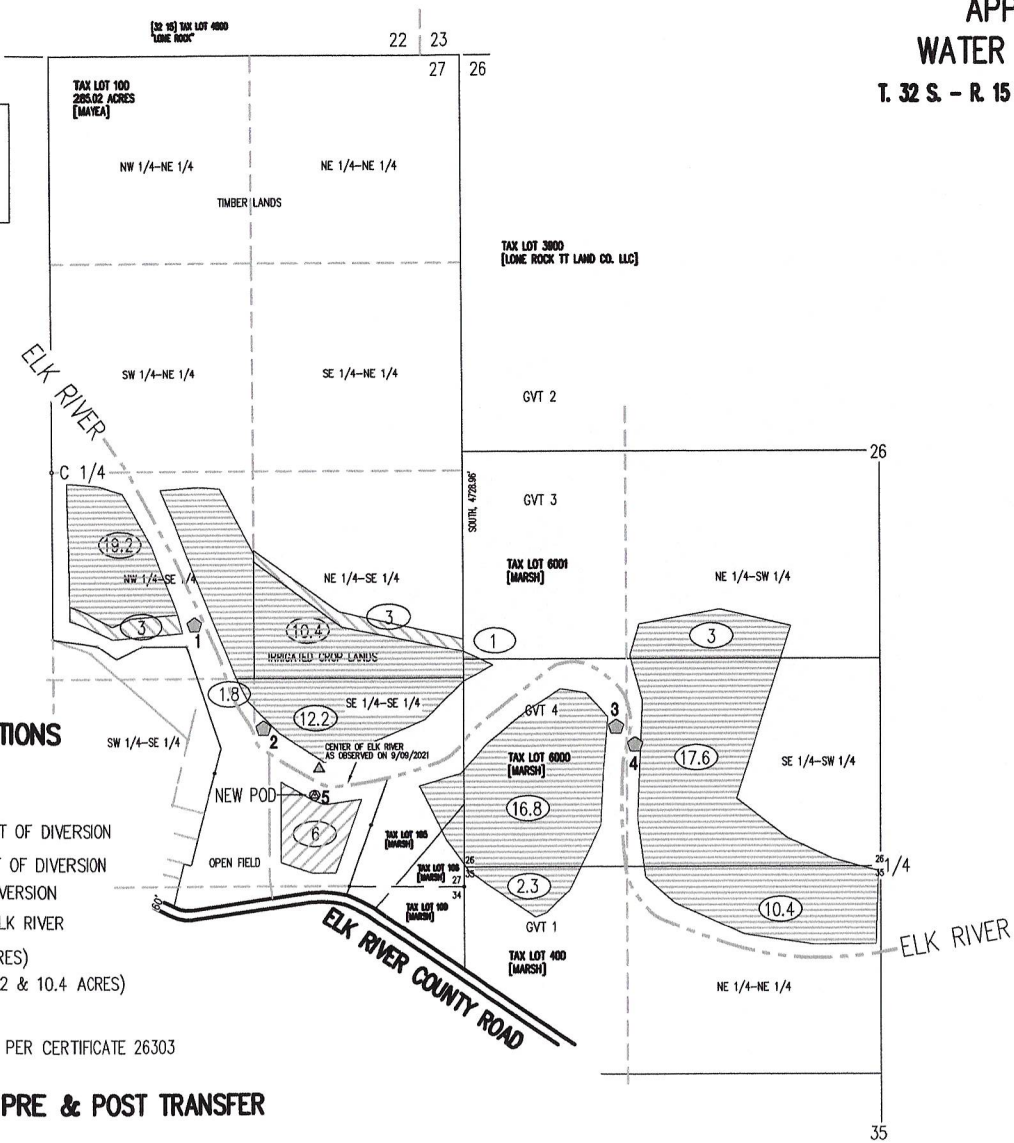 APP
WATER
T. 32 S. - R. 15
[32 15] TAX LOT 4800
"LONE ROCK"
22 23
27 26
TAX LOT 100
285.02 ACRES
[MAYEA]
NW 1/4-NE 1/4
NE 1/4-NE 1/4
TIMBER LANDS
TAX LOT 3900
[LONE ROCK TT LAND CO. LLC]
ELK RIVER
SW 1/4-NE 1/4
SE 1/4-NE 1/4
GVT 2
26
C 1/4
SOUTH, 4728.96'
GVT 3
19.2
TAX LOT 6001
[MARSH]
NW 1/4-SE 1/4
NE 1/4-SE 1/4
NE 1/4-SW 1/4
3
1
10.4
3
1
3
IRRIGATED CROP LANDS
1.8
12.2
SE 1/4-SE 1/4
GVT 4
3
TIONS
SW 1/4-SE 1/4
2
CENTER OF ELK RIVER
AS OBSERVED ON 9/09/2021
4
TAX LOT 6000
[MARSH]
17.6
SE 1/4-SW 1/4
NEW POD
5
16.8
T OF DIVERSION
6
TAX LOT 105
[MARSH]
T OF DIVERSION
OPEN FIELD
TAX LOT 108
[MARSH]
26
35
26
35
1/4
VERSION
27
34
2.3
60'
TAX LOT 109
[MARSH]
10.4
LK RIVER
ELK RIVER COUNTY ROAD
GVT 1
ELK RIVER
RES)
TAX LOT 400
[MARSH]
2 & 10.4 ACRES)
NE 1/4-NE 1/4
PER CERTIFICATE 26303
PRE & POST TRANSFER
35